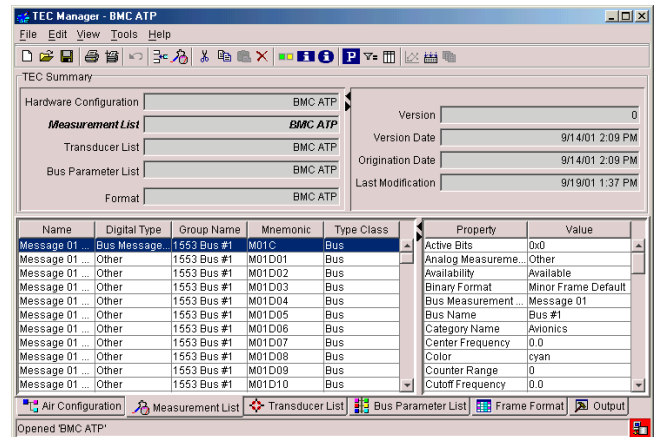 TEC Manager - BMC ATP
File Edit View Tools Help
P
TEC Summary
Hardware Configuration BMC ATP
Measurement List BMC ATP
Transducer List BMC ATP
Bus Parameter List BMC ATP
Format BMC ATP
Version 0
Version Date 9/14/01 2:09 PM
Origination Date 9/14/01 2:09 PM
Last Modification 9/19/01 1:37 PM
Name Digital Type Group Name Mnemonic Type Class
Message 01 ... Bus Message... 1553 Bus #1 M01C Bus
Message 01 ... Other 1553 Bus #1 M01D01 Bus
Message 01 ... Other 1553 Bus #1 M01D02 Bus
Message 01 ... Other 1553 Bus #1 M01D03 Bus
Message 01 ... Other 1553 Bus #1 M01D04 Bus
Message 01 ... Other 1553 Bus #1 M01D05 Bus
Message 01 ... Other 1553 Bus #1 M01D06 Bus
Message 01 ... Other 1553 Bus #1 M01D07 Bus
Message 01 ... Other 1553 Bus #1 M01D08 Bus
Message 01 ... Other 1553 Bus #1 M01D09 Bus
Message 01 ... Other 1553 Bus #1 M01D10 Bus
Property Value
Active Bits 0x0
Analog Measureme... Other
Availability Available
Binary Format Minor Frame Default
Bus Measurement ... Message 01
Bus Name Bus #1
Category Name Avionics
Center Frequency 0.0
Color cyan
Counter Range 0
Cutoff Frequency 0.0
Air Configuration Measurement List Transducer List Bus Parameter List Frame Format Output
Opened 'BMC ATP'